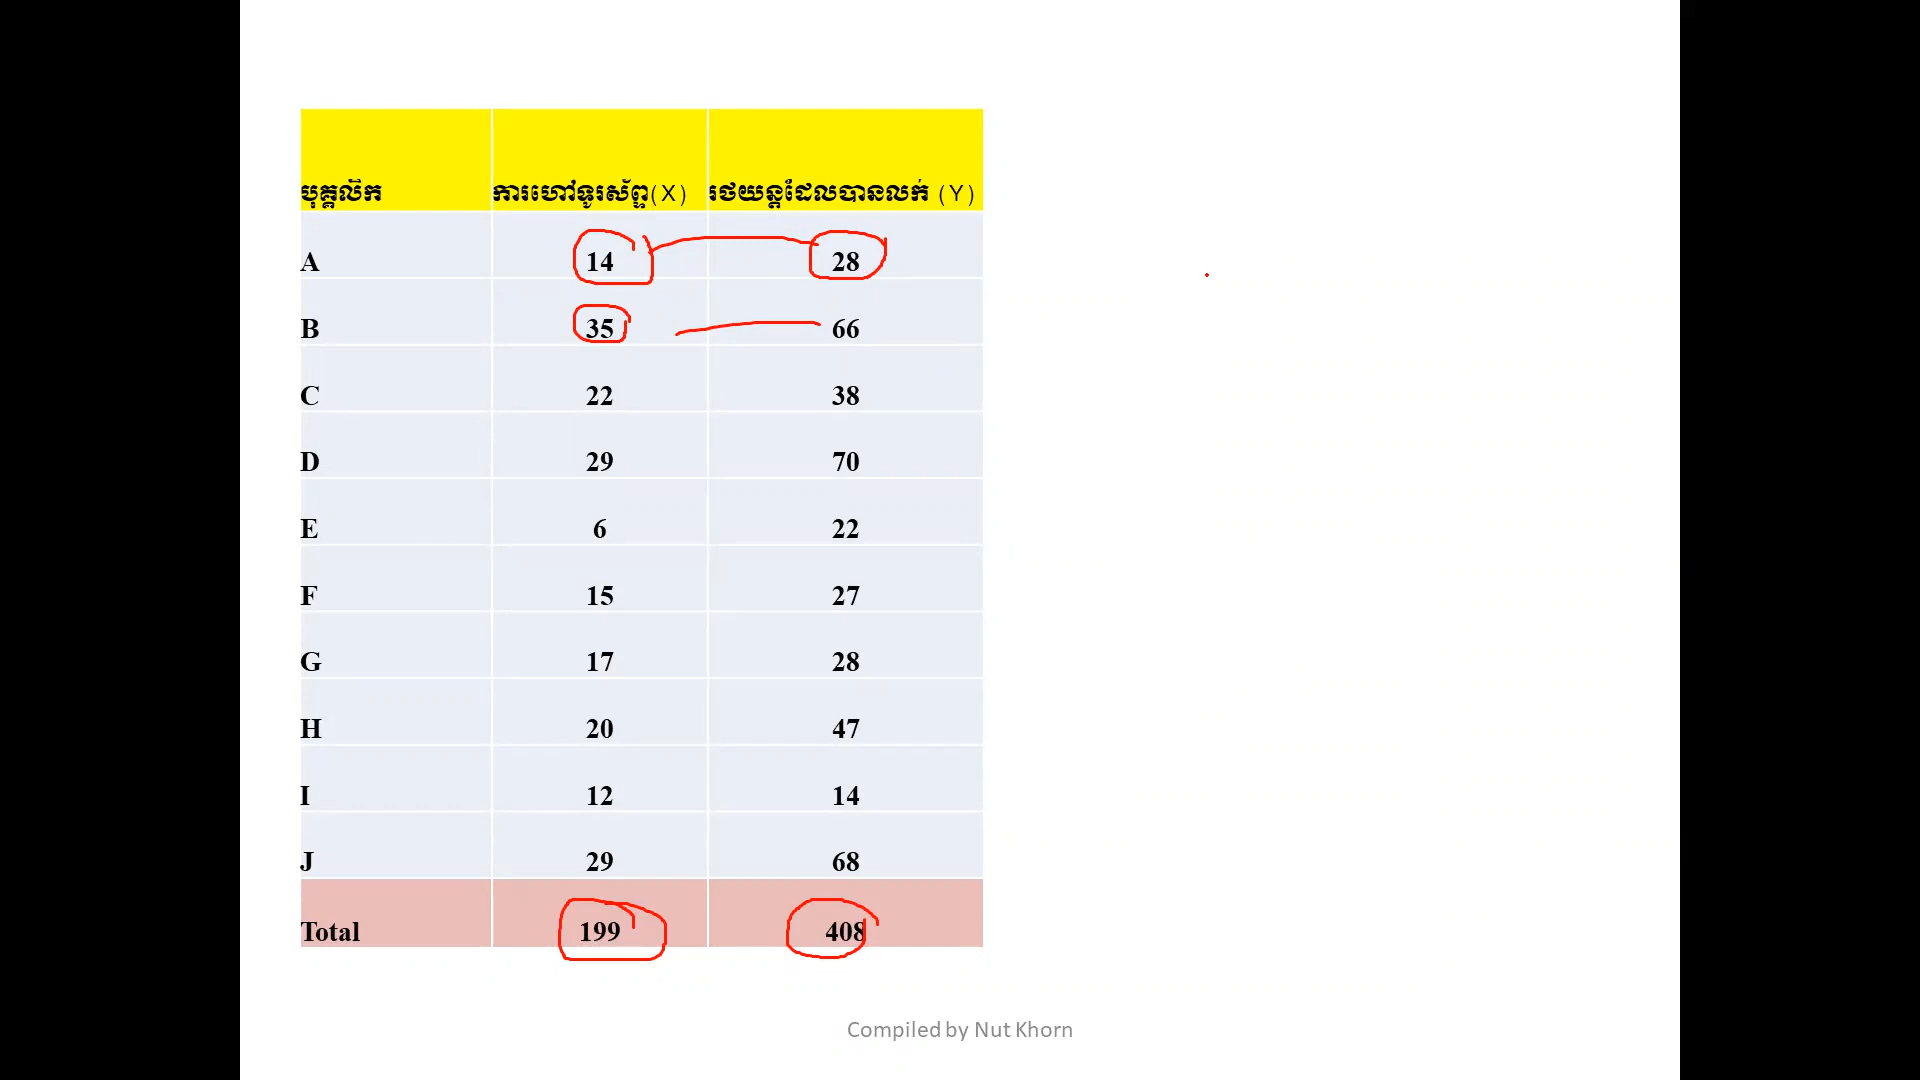 បុគ្គលិក ការហៅទូរស័ព្ទ(X) រថយន្តដែលបានលក់ (Y)
A 14 28
B 35 66
C 22 38
D 29 70
E 6 22
F 15 27
G 17 28
H 20 47
I 12 14
J 29 68
Total 199 408
Compiled by Nut Khorn